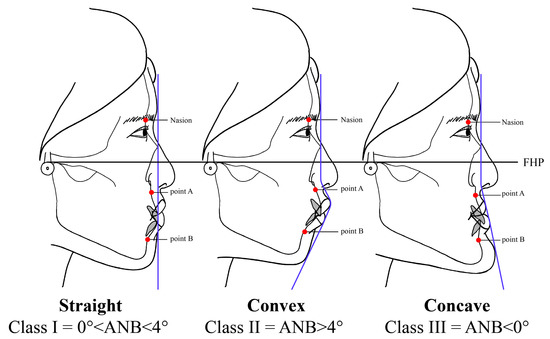 Nasion
Nasion
Nasion
FHP
point A
point A
point A
point B
point B
point B
Straight
Convex
Concave
Class I = 0°<ANB<4°
Class II = ANB>4°
Class III = ANB<0°